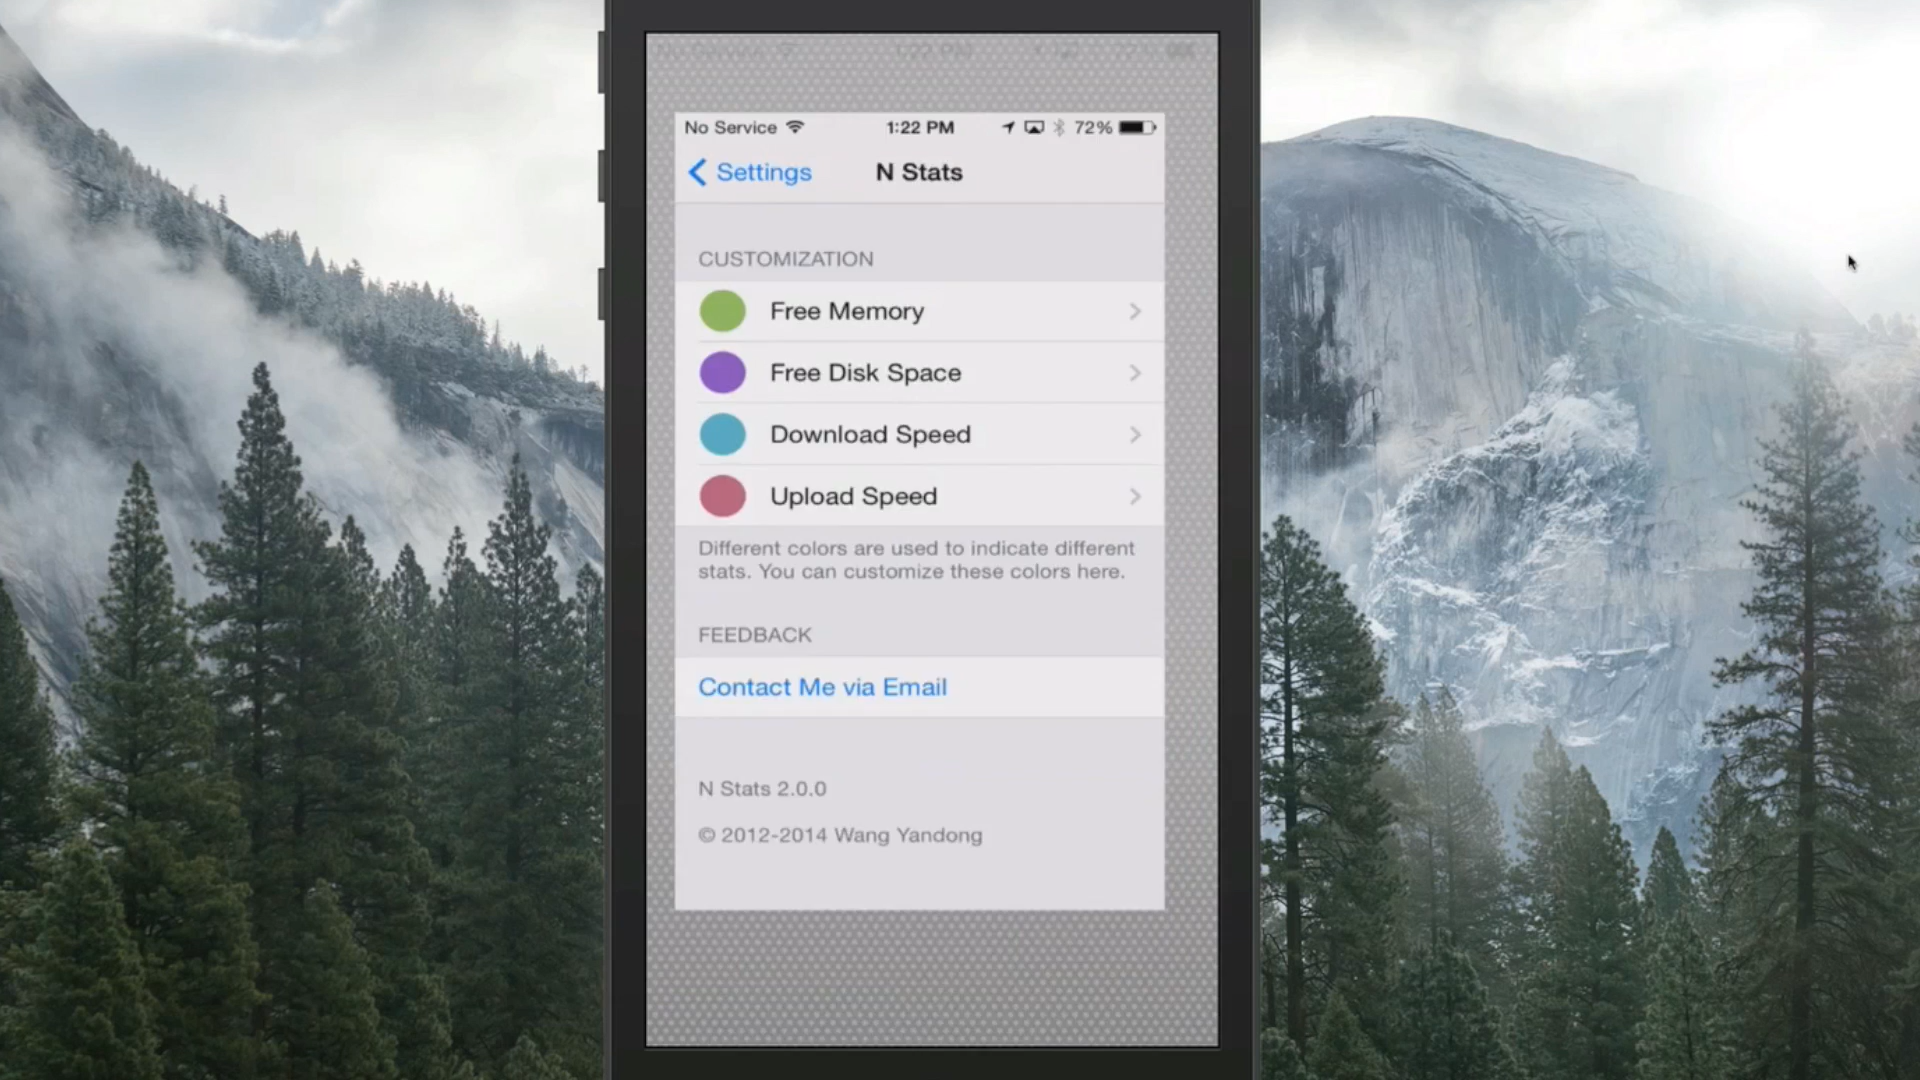 No Service 1:22 PM 72%
Settings N Stats
CUSTOMIZATION
Free Memory
Free Disk Space
Download Speed
Upload Speed
Different colors are used to indicate different
stats. You can customize these colors here.
FEEDBACK
Contact Me via Email
N Stats 2.0.0
© 2012-2014 Wang Yandong